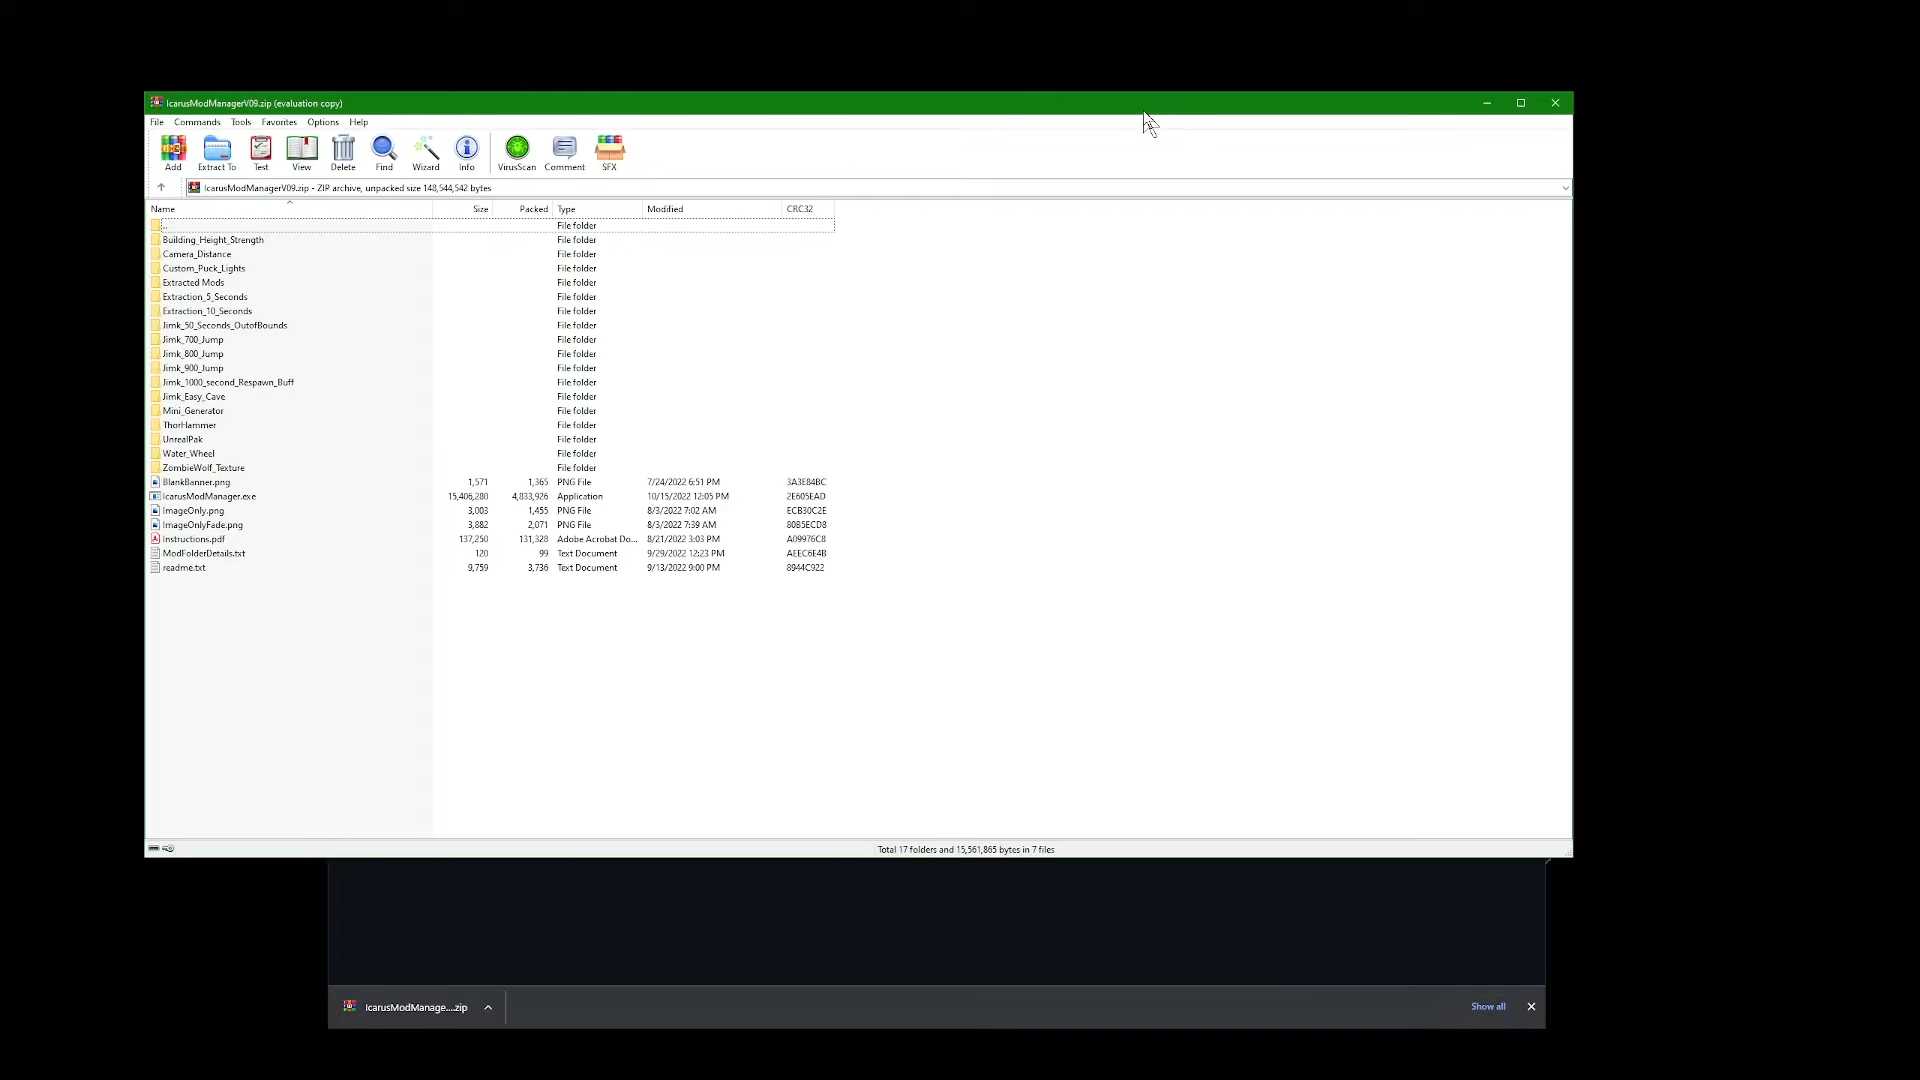 IcarusModManagerV09.zip (evaluation copy)
File Commands Tools Favorites Options Help
Add Extract To Test View Delete Find Wizard Info VirusScan Comment SFX
IcarusModManagerV09.zip - ZIP archive, unpacked size 148,544,542 bytes
Name Size Packed Type Modified CRC32
.. File folder
Building_Height_Strength File folder
Camera_Distance File folder
Custom_Puck_Lights File folder
Extracted Mods File folder
Extraction_5_Seconds File folder
Extraction_10_Seconds File folder
Jimk_50_Seconds_OutofBounds File folder
Jimk_700_Jump File folder
Jimk_800_Jump File folder
Jimk_900_Jump File folder
Jimk_1000_second_Respawn_Buff File folder
Jimk_Easy_Cave File folder
Mini_Generator File folder
ThorHammer File folder
UnrealPak File folder
Water_Wheel File folder
ZombieWolf_Texture File folder
BlankBanner.png 1,571 1,365 PNG File 7/24/2022 6:51 PM 3A3E84BC
IcarusModManager.exe 15,406,280 4,833,926 Application 10/15/2022 12:05 PM 2E605EAD
ImageOnly.png 3,003 1,455 PNG File 8/3/2022 7:02 AM ECB30C2E
ImageOnlyFade.png 3,882 2,071 PNG File 8/3/2022 7:39 AM 80B5ECD8
Instructions.pdf 137,250 131,328 Adobe Acrobat Do... 8/21/2022 3:03 PM A09976C8
ModFolderDetails.txt 120 99 Text Document 9/29/2022 12:23 PM AEEC6E4B
readme.txt 9,759 3,736 Text Document 9/13/2022 9:00 PM 8944C922
Total 17 folders and 15,561,865 bytes in 7 files
IcarusModManage....zip Show all